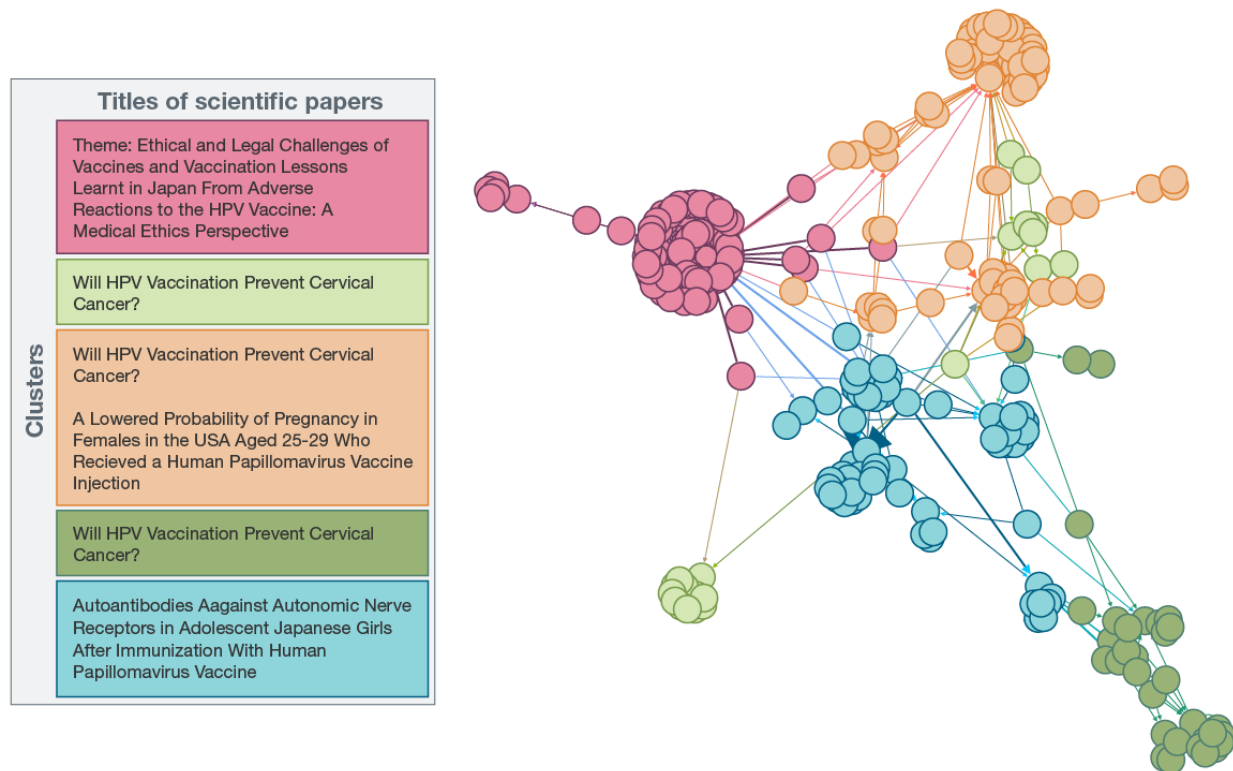 Titles of scientific papers
Clusters
Theme: Ethical and Legal Challenges of
Vaccines and Vaccination Lessons
Learnt in Japan From Adverse
Reactions to the HPV Vaccine: A
Medical Ethics Perspective
Will HPV Vaccination Prevent Cervical
Cancer?
Will HPV Vaccination Prevent Cervical
Cancer?
A Lowered Probability of Pregnancy in
Females in the USA Aged 25-29 Who
Recieved a Human Papillomavirus Vaccine
Injection
Will HPV Vaccination Prevent Cervical
Cancer?
Autoantibodies Aagainst Autonomic Nerve
Receptors in Adolescent Japanese Girls
After Immunization With Human
Papillomavirus Vaccine